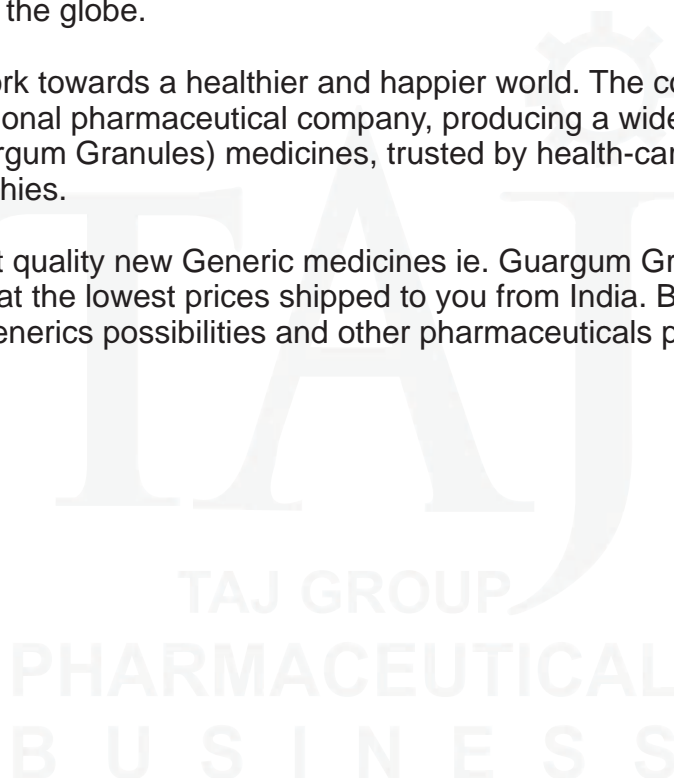 the globe.
rk towards a healthier and happier world. The co
onal pharmaceutical company, producing a wide
rgum Granules) medicines, trusted by health-car
hies.
t quality new Generic medicines ie. Guargum Gr
at the lowest prices shipped to you from India. B
enerics possibilities and other pharmaceuticals p
TAJ
TAJ GROUP
PHARMACEUTICAL
BUSINESS